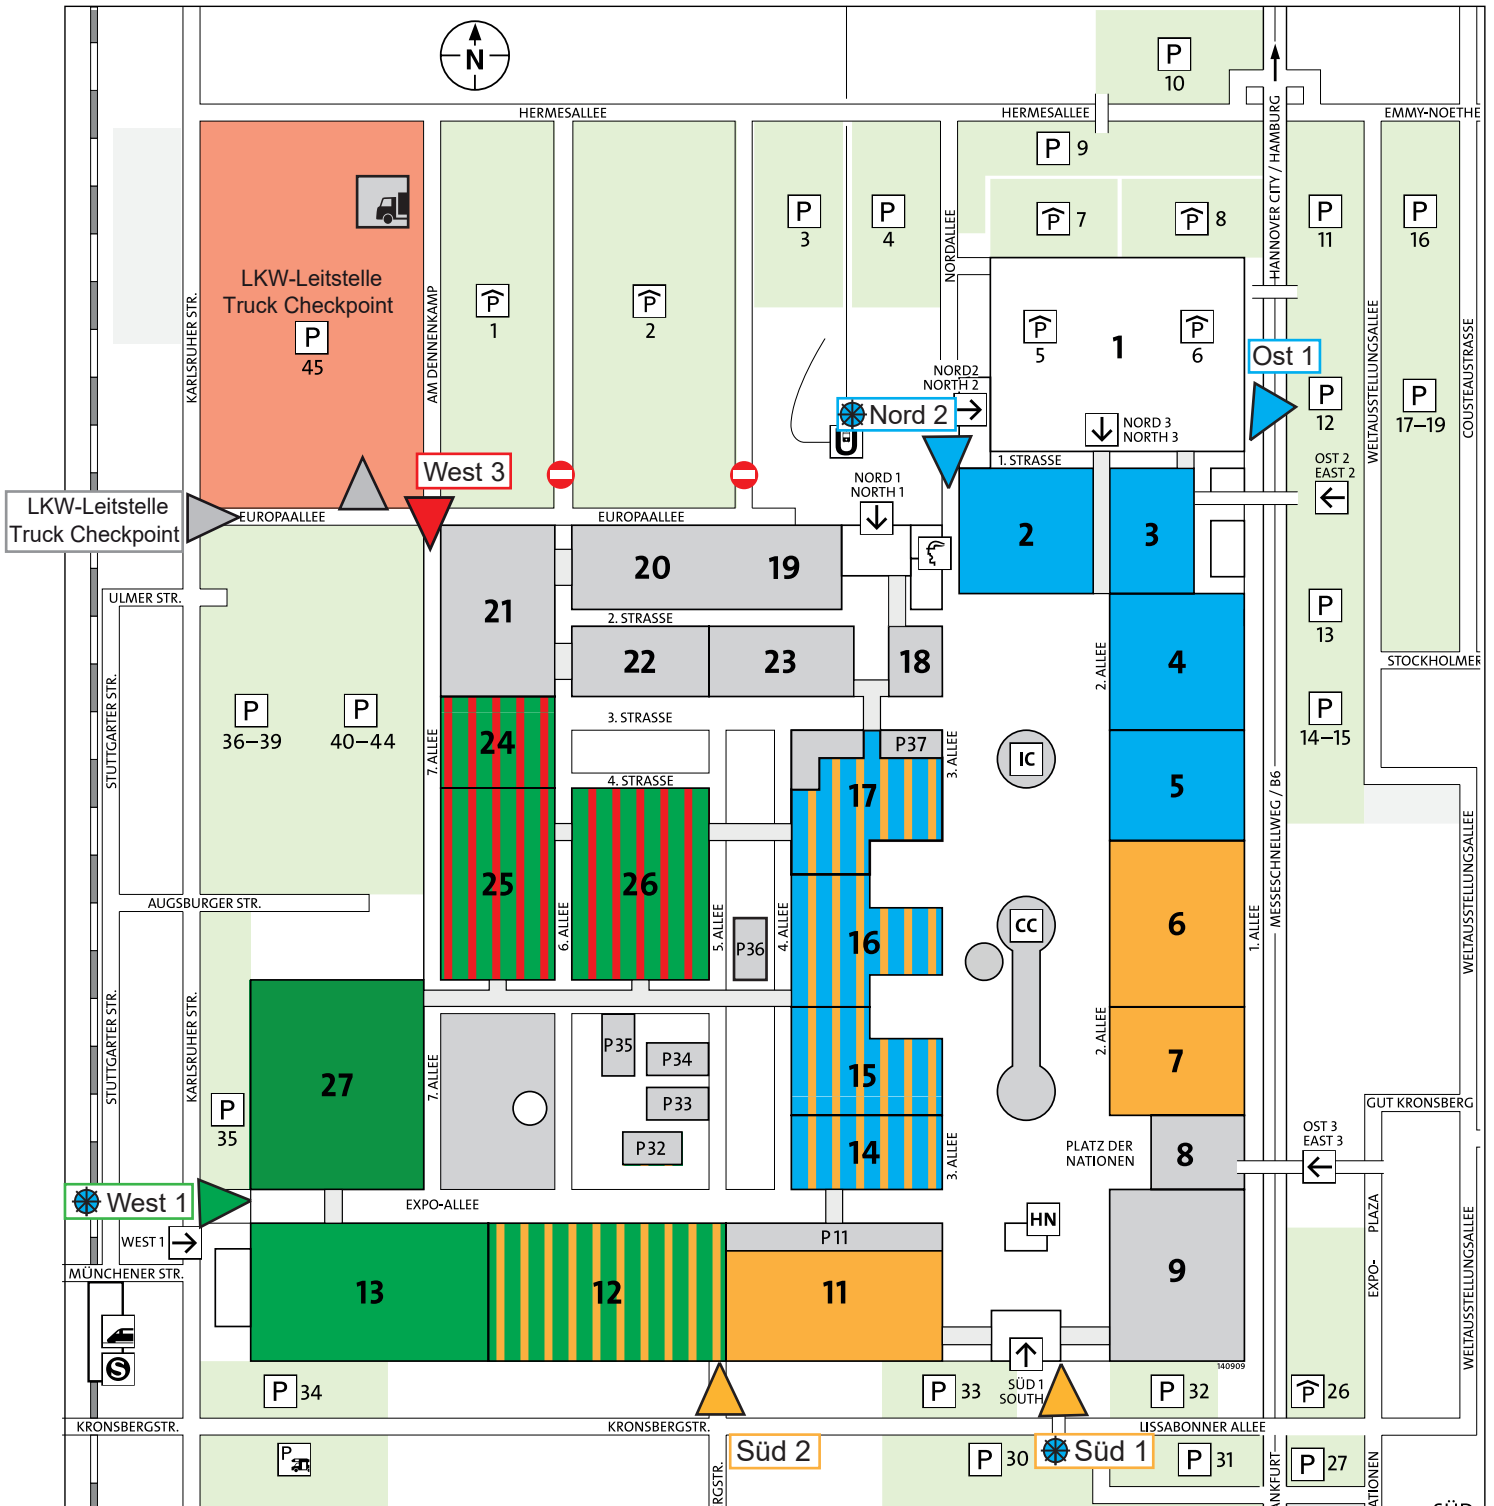 N
P
10
HERMESALLEE
HERMESALLEE
EMMY-NOETHE
P 9
P
3
P
4
P 7
P 8
P
11
P
16
HANNOVER CITY / HAMBURG
NORDALLEE
LKW-Leitstelle
Truck Checkpoint
P
45
KARLSRUHER STR.
AM DENNENKAMP
P
1
P
2
P
5
1
P
6
Ost 1
WELTAUSSTELLUNGSALLEE
COUSTEAUSTRASSE
NORD2
NORTH 2
Nord 2
NORD 3
NORTH 3
P
12
P
17–19
1. STRASSE
West 3
OST 2
EAST 2
NORD 1
NORTH 1
LKW-Leitstelle
Truck Checkpoint
EUROPAALLEE
EUROPAALLEE
2
3
20
19
21
ULMER STR.
2. STRASSE
P
13
22
23
18
4
2. ALLEE
STOCKHOLMER
STUTTGARTER STR.
P
36–39
P
40–44
7. ALLEE
24
3. STRASSE
P37
3. ALLEE
IC
P
14–15
4. STRASSE
17
5
MESSESCHNELLWEG / B6
WELTAUSSTELLUNGSALLEE
25
26
AUGSBURGER STR.
6. ALLEE
5. ALLEE
P36
4. ALLEE
16
CC
6
1. ALLEE
STUTTGARTER STR.
KARLSRUHER STR.
27
7. ALLEE
P35
P34
P33
P32
15
2. ALLEE
7
P
35
GUT KRONSBERG
14
3. ALLEE
PLATZ DER
NATIONEN
8
OST 3
EAST 3
West 1
EXPO-ALLEE
WEST 1
P 11
HN
EXPO- PLAZA
WELTAUSSTELLUNGSALLEE
MÜNCHENER STR.
13
12
11
9
S
140909
P 34
P 33
SÜD 1
SOUTH
P 32
P 26
KRONSBERGSTR.
KRONSBERGSTR.
LISSABONNER ALLEE
P
Süd 2
P 30
Süd 1
P 31
P 27
RGSTR.
NKFURT
ATIONEN